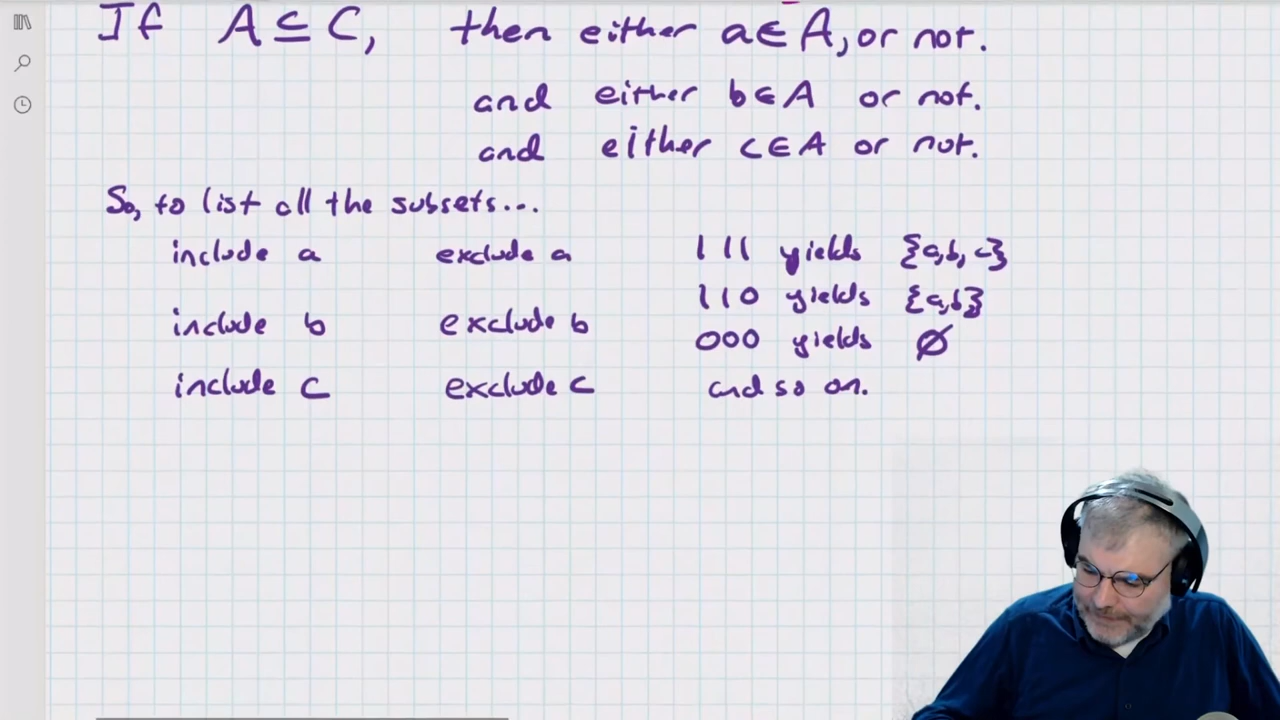 If A ⊆ C, then either a∈A, or not.
and either b∈A or not.
and either c∈A or not.
So, to list all the subsets...
include a exclude a 111 yields {a,b,c}
110 yields {a,b}
include b exclude b
000 yields ∅
include c exclude c and so on.